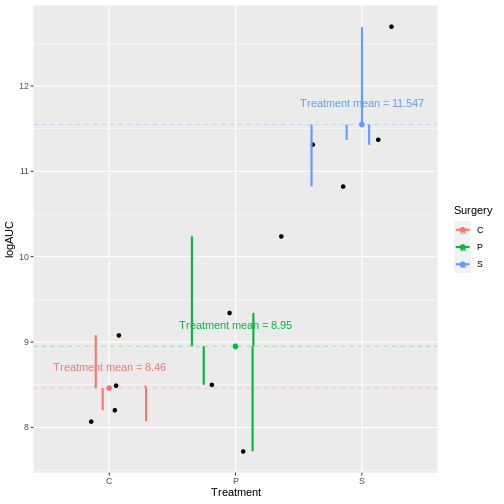 12
Treatment mean = 11.547
11
logAUC
10
9
Treatment mean = 8.95
Treatment mean = 8.46
8
C
P
S
Treatment
Surgery
C
P
S